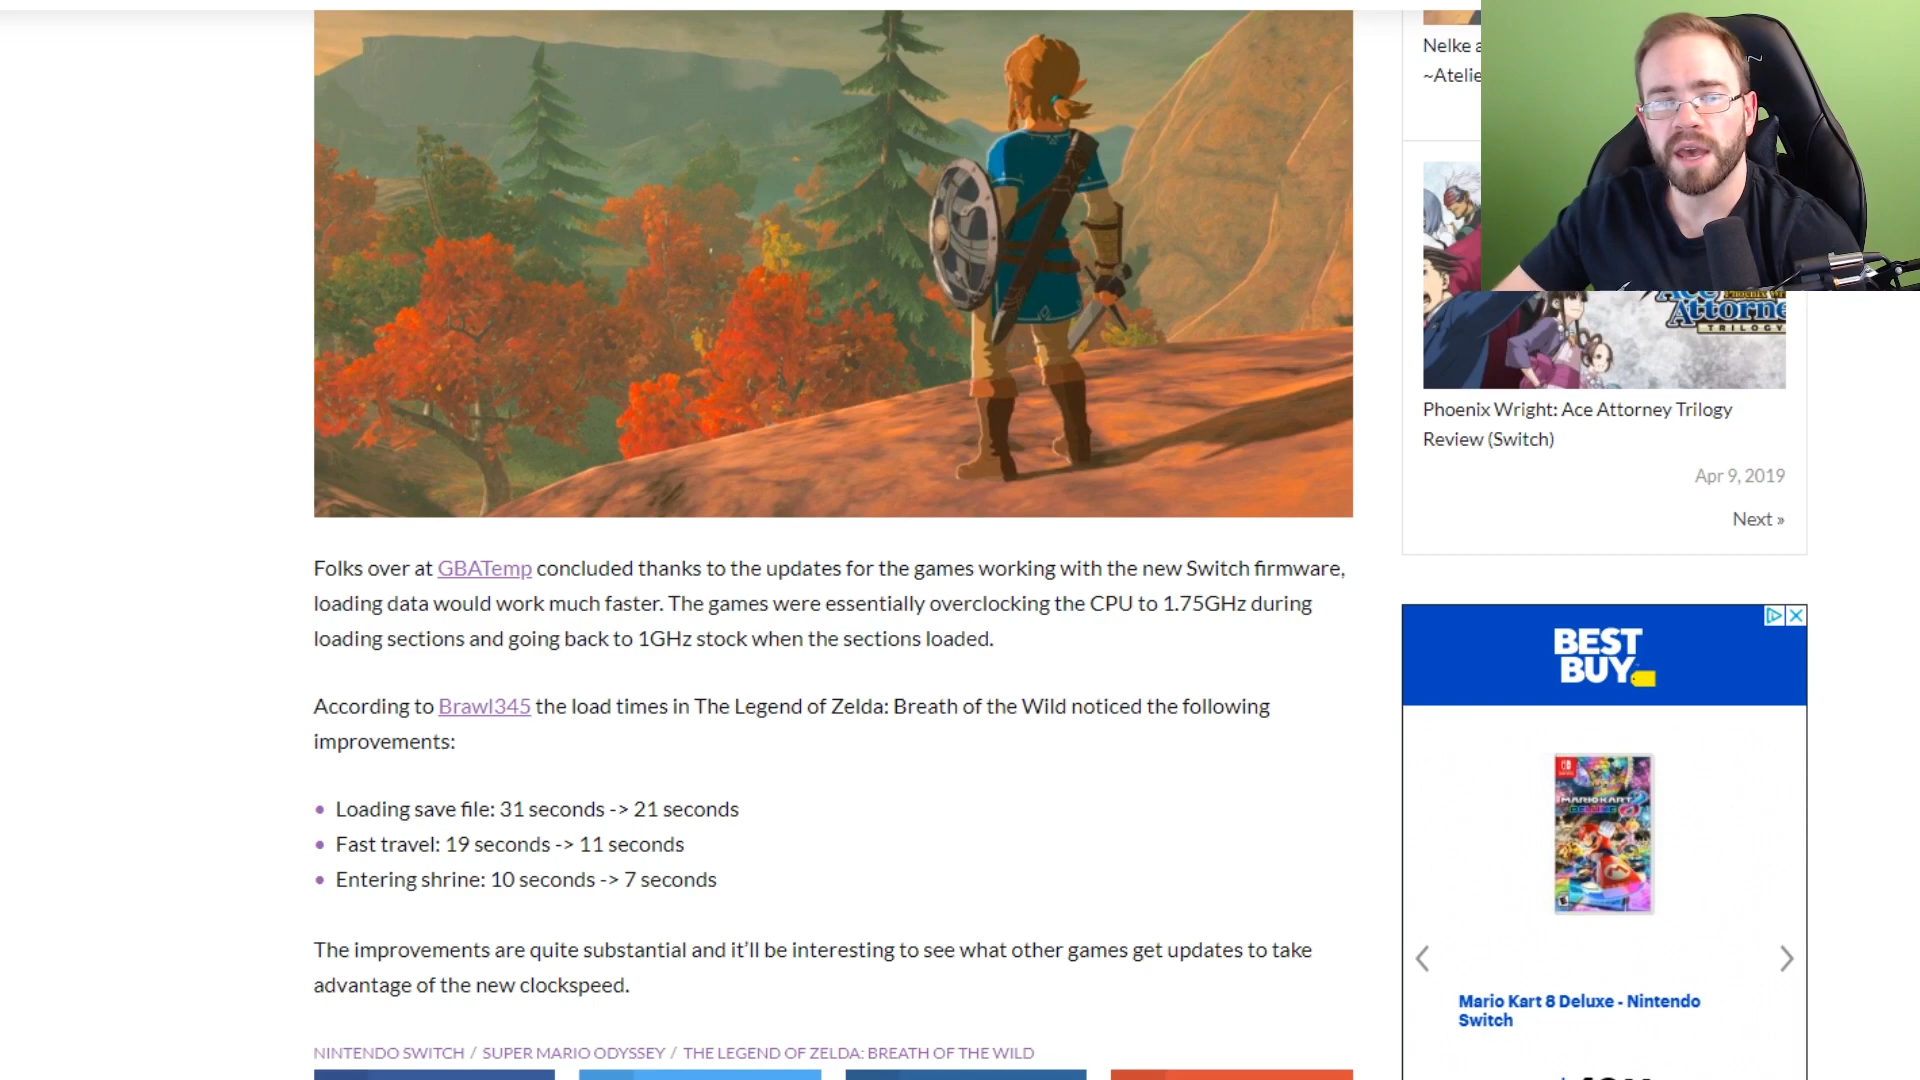 Nelke a
~Atelie
Ace Attorne
TRILOGY
Phoenix Wright: Ace Attorney Trilogy
Review (Switch)
Apr 9, 2019
Next »
Folks over at GBATemp concluded thanks to the updates for the games working with the new Switch firmware,
loading data would work much faster. The games were essentially overclocking the CPU to 1.75GHz during
loading sections and going back to 1GHz stock when the sections loaded.
According to Brawl345 the load times in The Legend of Zelda: Breath of the Wild noticed the following
improvements:
• Loading save file: 31 seconds -> 21 seconds
• Fast travel: 19 seconds -> 11 seconds
• Entering shrine: 10 seconds -> 7 seconds
The improvements are quite substantial and it’ll be interesting to see what other games get updates to take
advantage of the new clockspeed.
NINTENDO SWITCH / SUPER MARIO ODYSSEY / THE LEGEND OF ZELDA: BREATH OF THE WILD
BEST
BUY
MARIO KART 8
DELUXE
Mario Kart 8 Deluxe - Nintendo
Switch